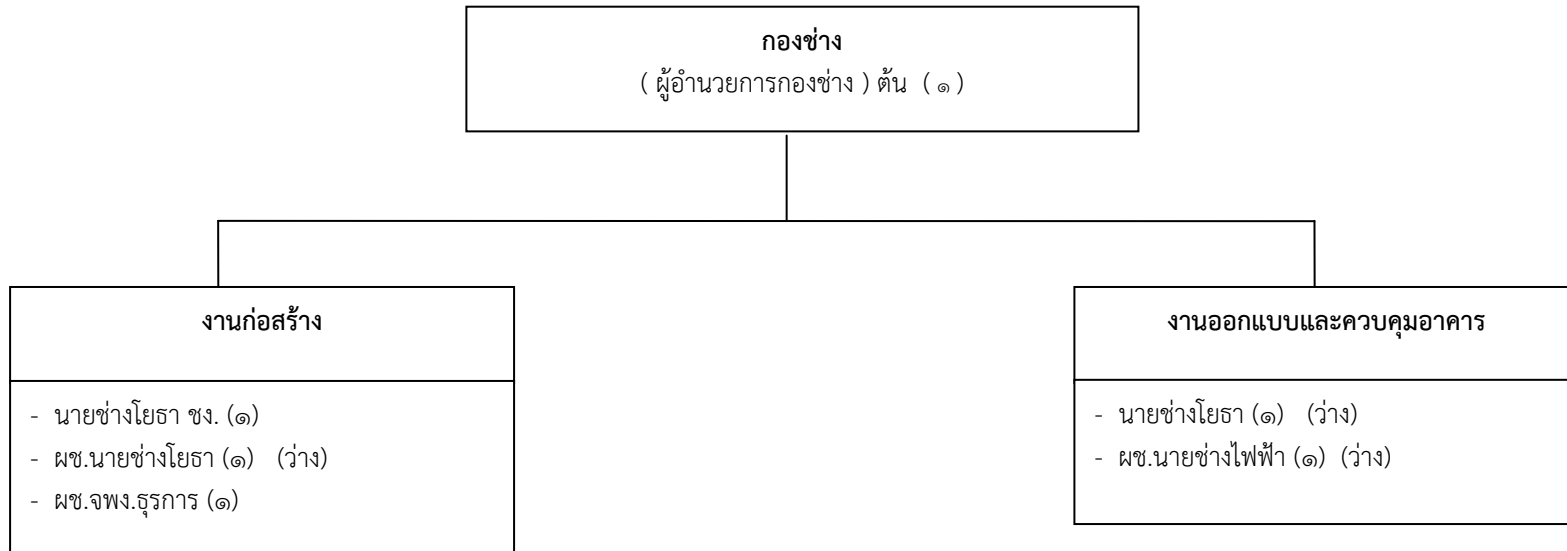 กองช่าง
( ผู้อำนวยการกองช่าง ) ต้น ( ๑ )
งานก่อสร้าง
- นายช่างโยธา ชง. (๑)
- ผช.นายช่างโยธา (๑) (ว่าง)
- ผช.จพง.ธุรการ (๑)
งานออกแบบและควบคุมอาคาร
- นายช่างโยธา (๑) (ว่าง)
- ผช.นายช่างไฟฟ้า (๑) (ว่าง)